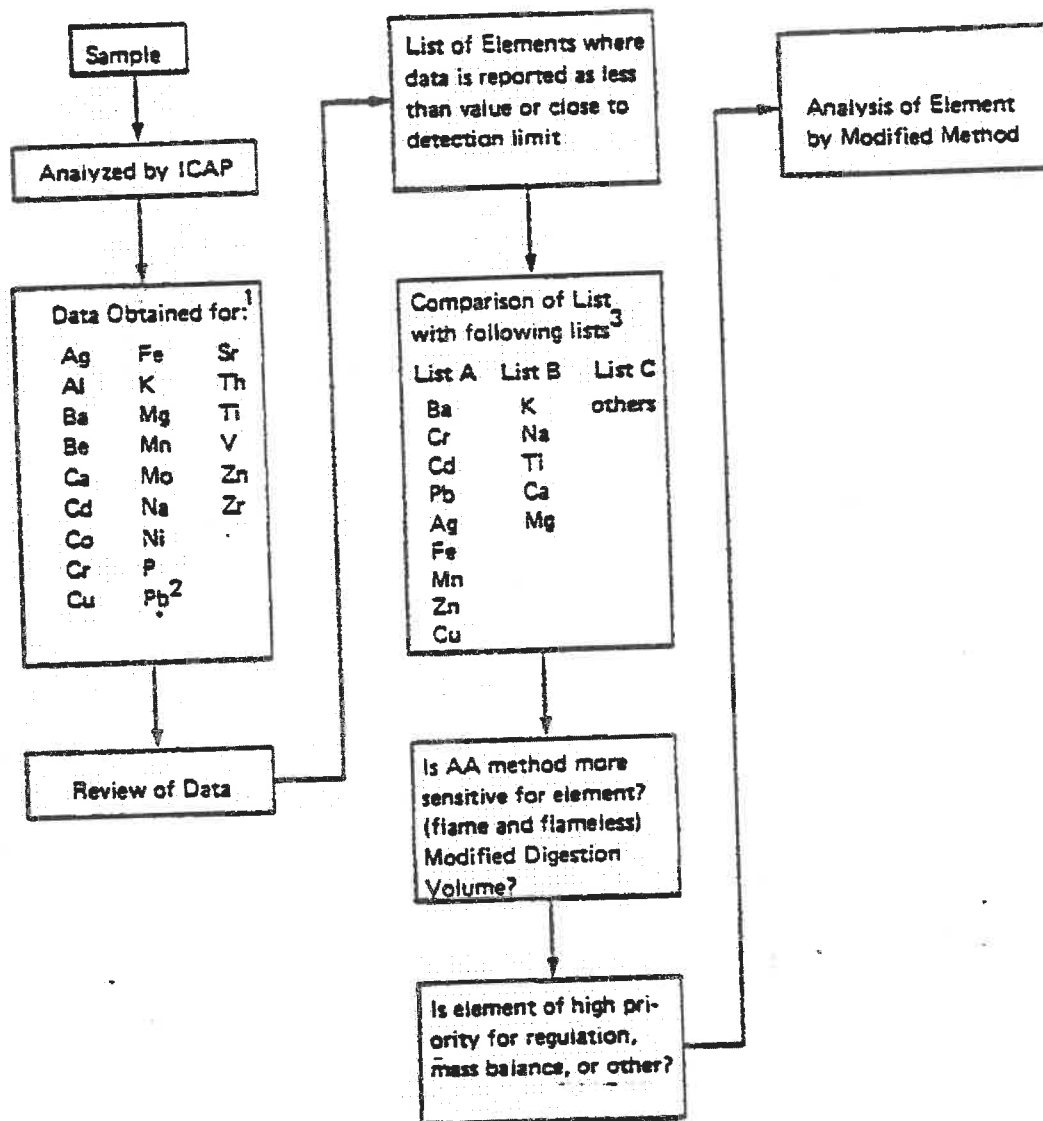 Sample
Analyzed by ICAP
Data Obtained for:1
Ag Fe Sr
Al K Th
Ba Mg Ti
Be Mn V
Ca Mo Zn
Cd Na Zr
Co Ni
Cr P
Cu Pb2
Review of Data
List of Elements where
data is reported as less
than value or close to
detection limit
Comparison of List
with following lists3
List A List B List C
Ba K others
Cr Na
Cd Ti
Pb Ca
Ag Mg
Fe
Mn
Zn
Cu
Is AA method more
sensitive for element?
(flame and flameless)
Modified Digestion
Volume?
Is element of high pri-
ority for regulation,
mass balance, or other?
Analysis of Element
by Modified Method